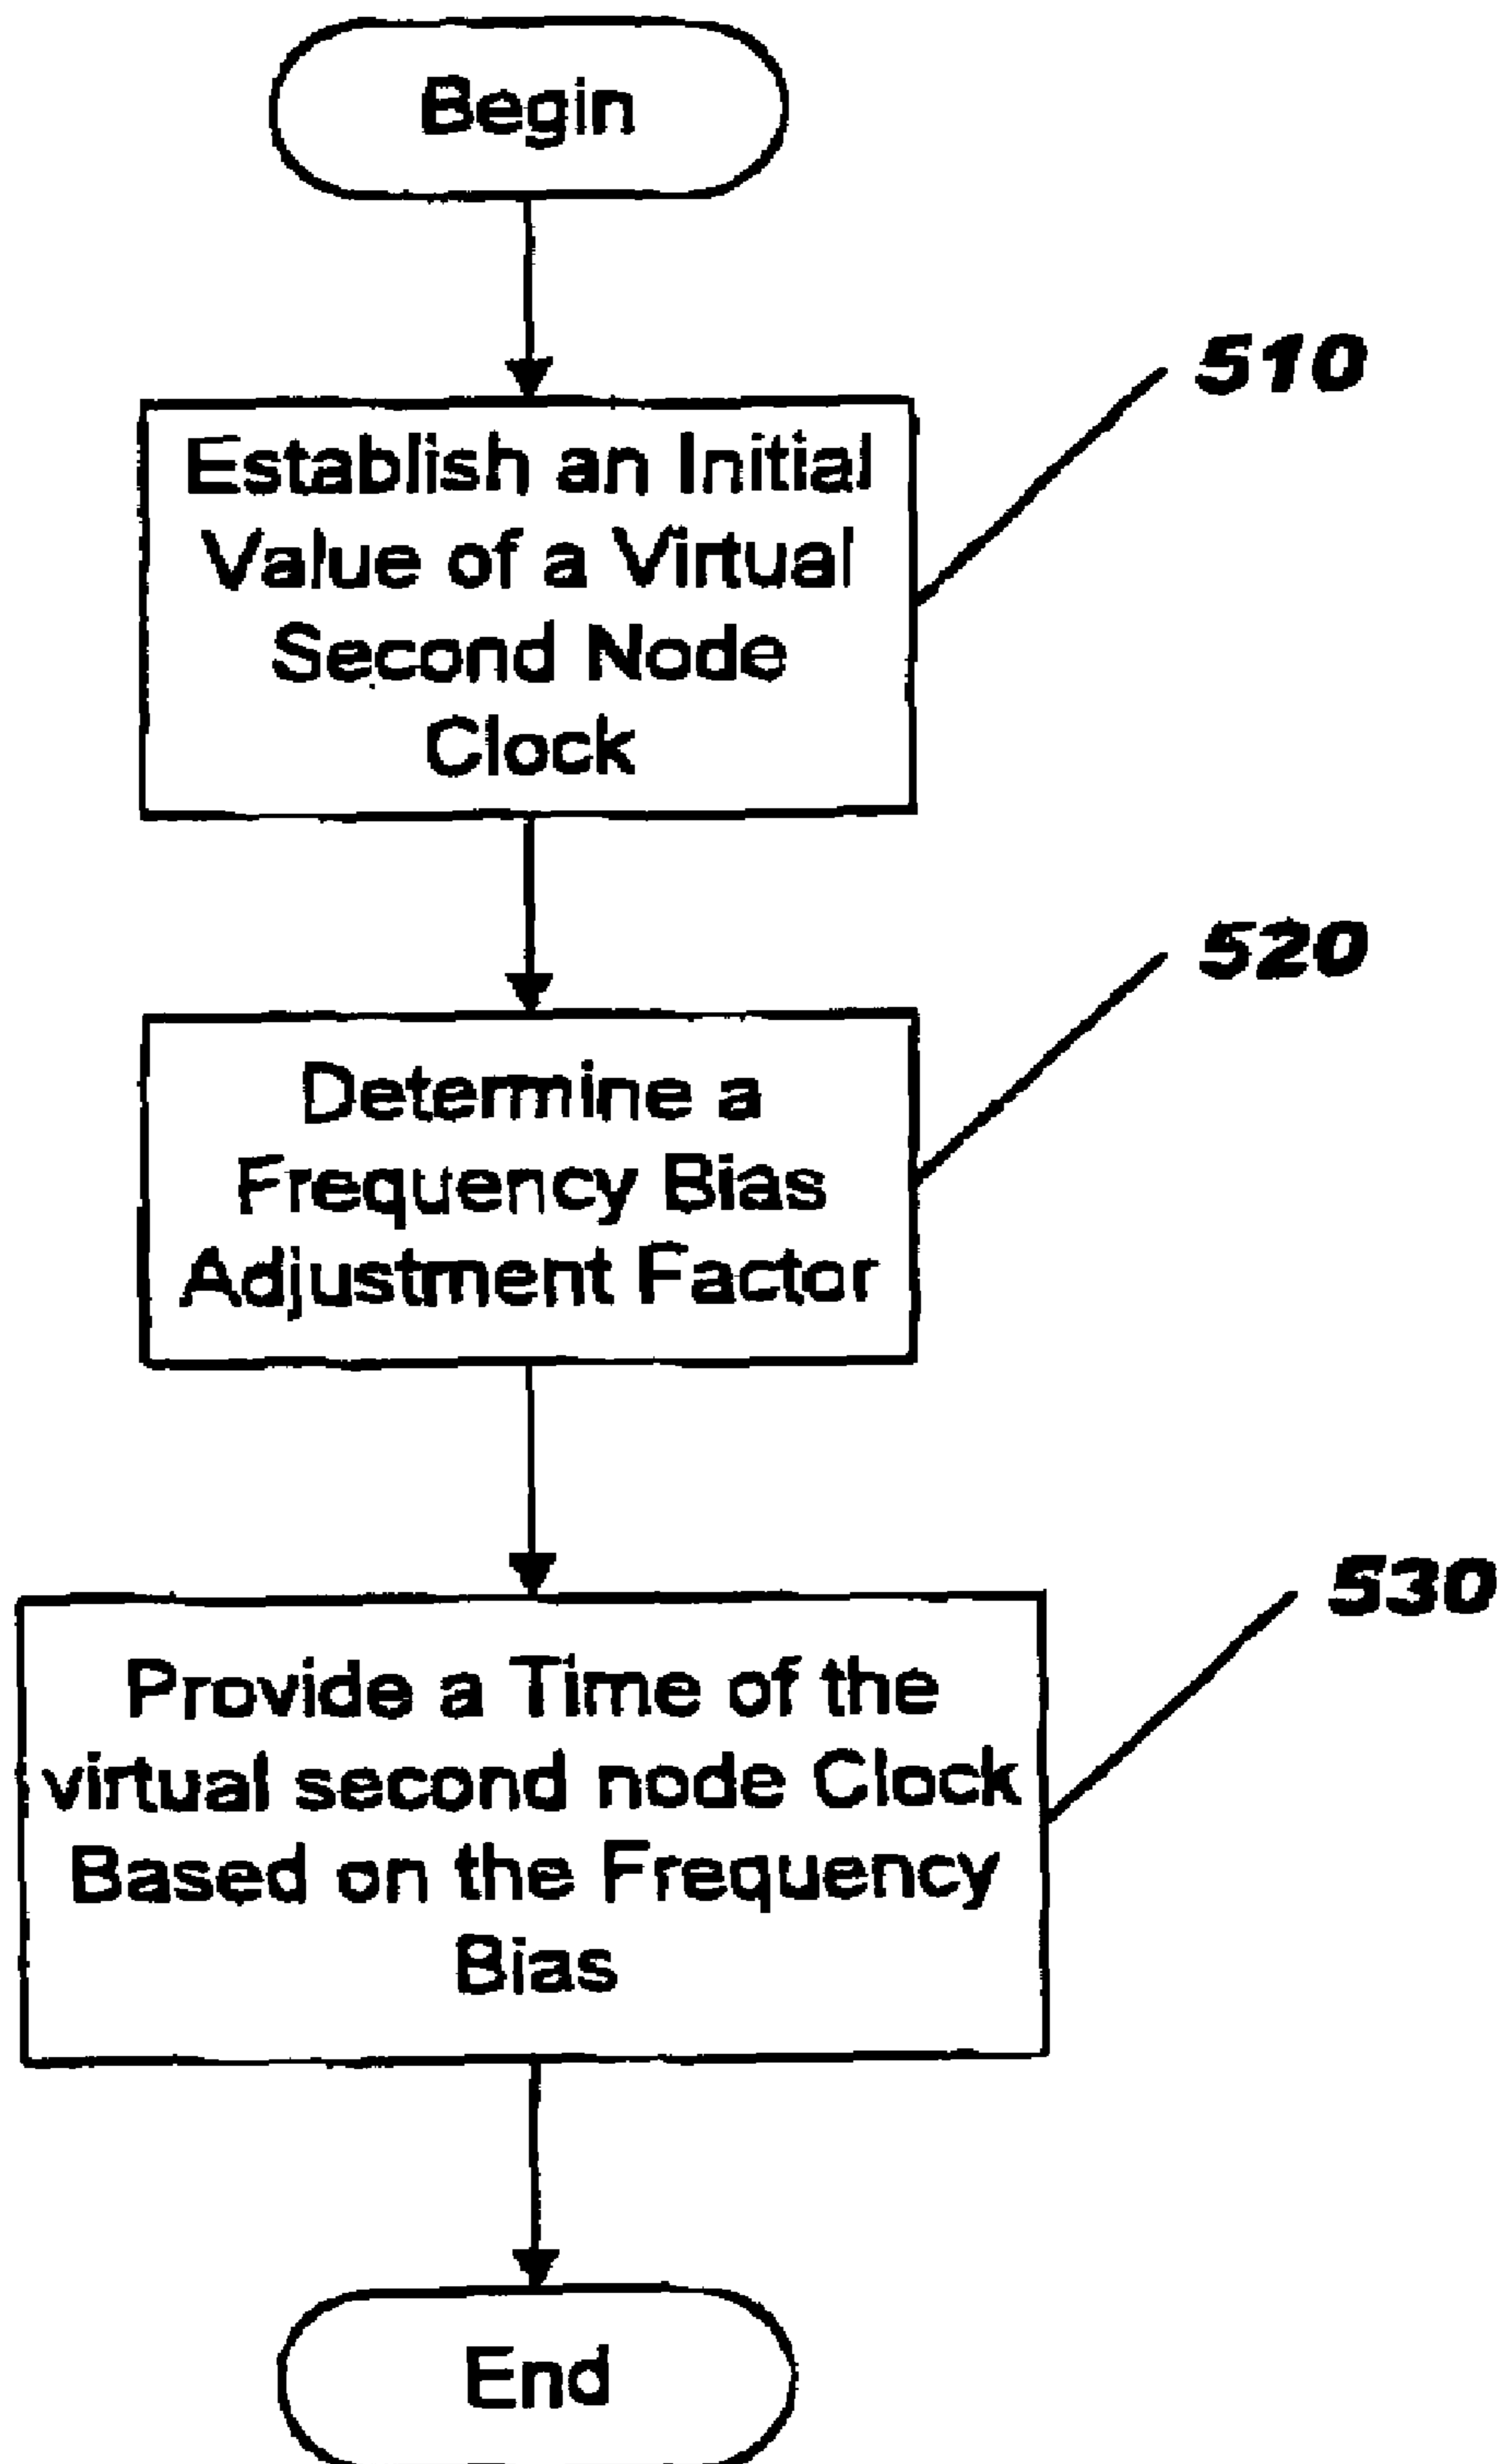 Begin
510
Establish an Initial
Value of a Virtual
Second Node
Clock
520
Determine a
Frequency Bias
Adjustment Factor
530
Provide a Time of the
virtual second node Clock
Based on the Frequency
Bias
End